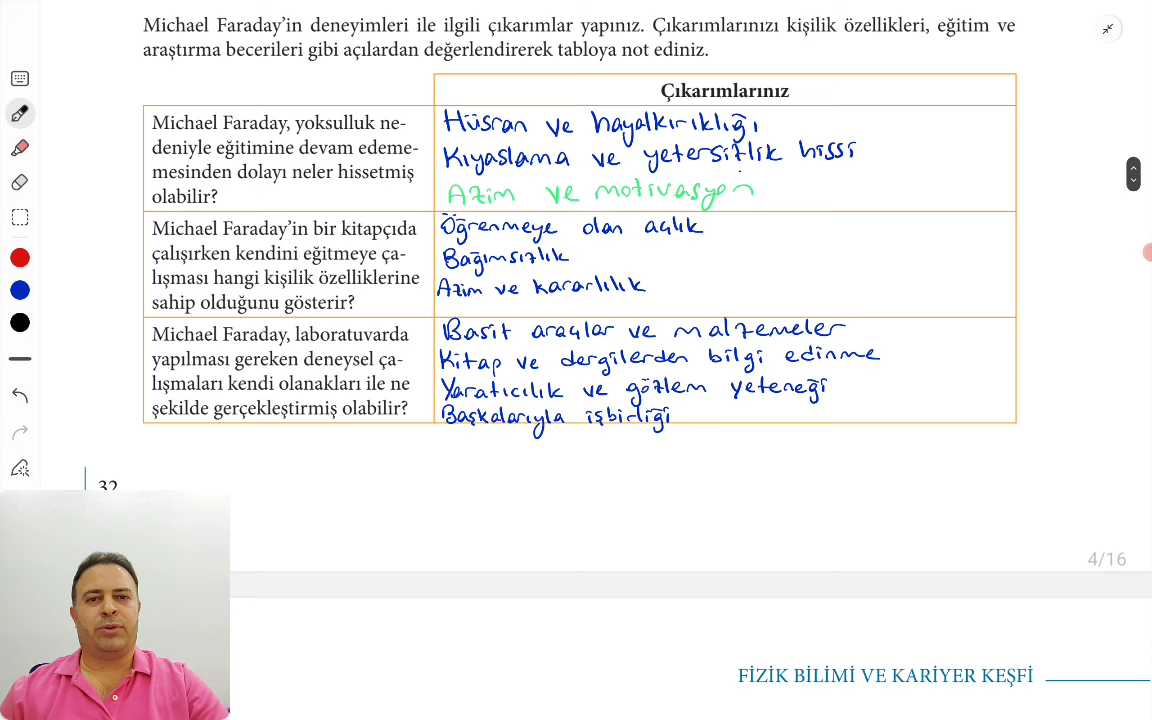 Michael Faraday’in deneyimleri ile ilgili çıkarımlar yapınız. Çıkarımlarınızı kişilik özellikleri, eğitim ve
araştırma becerileri gibi açılardan değerlendirerek tabloya not ediniz.
Çıkarımlarınız
Michael Faraday, yoksulluk ne-
deniyle eğitimine devam edeme-
mesinden dolayı neler hissetmiş
olabilir?
Hüsran ve hayalkırıklığı
Kıyaslama ve yetersizlik hissi
Azim ve motivasyon
Michael Faraday’in bir kitapçıda
çalışırken kendini eğitmeye ça-
lışması hangi kişilik özelliklerine
sahip olduğunu gösterir?
Öğrenmeye olan açlık
Bağımsızlık
Azim ve kararlılık
Michael Faraday, laboratuvarda
yapılması gereken deneysel ça-
lışmaları kendi olanakları ile ne
şekilde gerçekleştirmiş olabilir?
Basit araçlar ve malzemeler
Kitap ve dergilerden bilgi edinme
Yaratıcılık ve gözlem yeteneği
Başkalarıyla işbirliği
32
4/16
FİZİK BİLİMİ VE KARİYER KEŞFİ